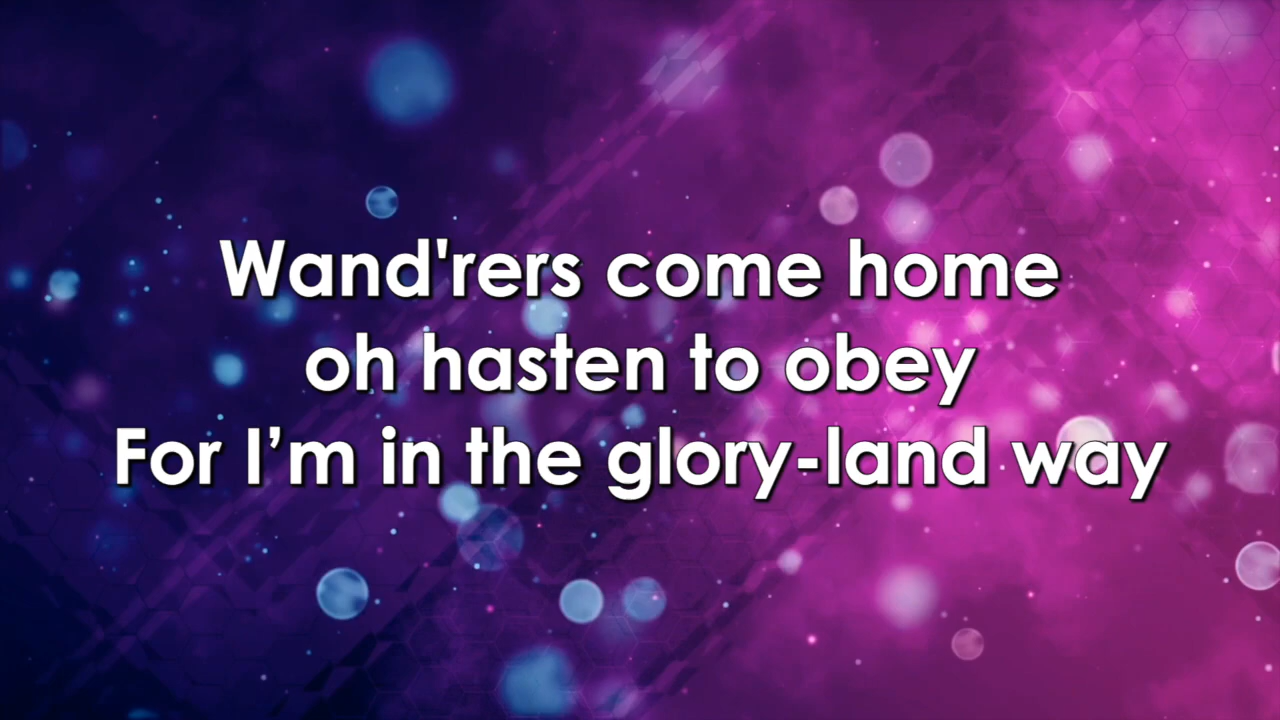 Wand'rers come home
oh hasten to obey
For I’m in the glory-land way